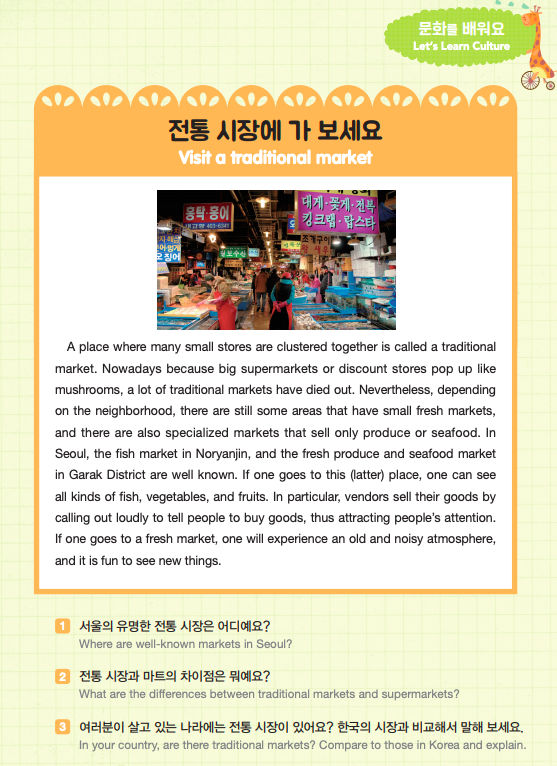 문화를 배워요
Let's Learn Culture
전통 시장에 가 보세요
Visit a traditional market
홍탁·홍이
대게·꽃게·전복
킹크랩·랍스타
A place where many small stores are clustered together is called a traditional
market. Nowadays because big supermarkets or discount stores pop up like
mushrooms, a lot of traditional markets have died out. Nevertheless, depending
on the neighborhood, there are still some areas that have small fresh markets,
and there are also specialized markets that sell only produce or seafood. In
Seoul, the fish market in Noryanjin, and the fresh produce and seafood market
in Garak District are well known. If one goes to this (latter) place, one can see
all kinds of fish, vegetables, and fruits. In particular, vendors sell their goods by
calling out loudly to tell people to buy goods, thus attracting people's attention.
If one goes to a fresh market, one will experience an old and noisy atmosphere,
and it is fun to see new things.
1 서울의 유명한 전통 시장은 어디예요?
Where are well-known markets in Seoul?
2 전통 시장과 마트의 차이점은 뭐예요?
What are the differences between traditional markets and supermarkets?
3 여러분이 살고 있는 나라에는 전통 시장이 있어요? 한국의 시장과 비교해서 말해 보세요.
In your country, are there traditional markets? Compare to those in Korea and explain.